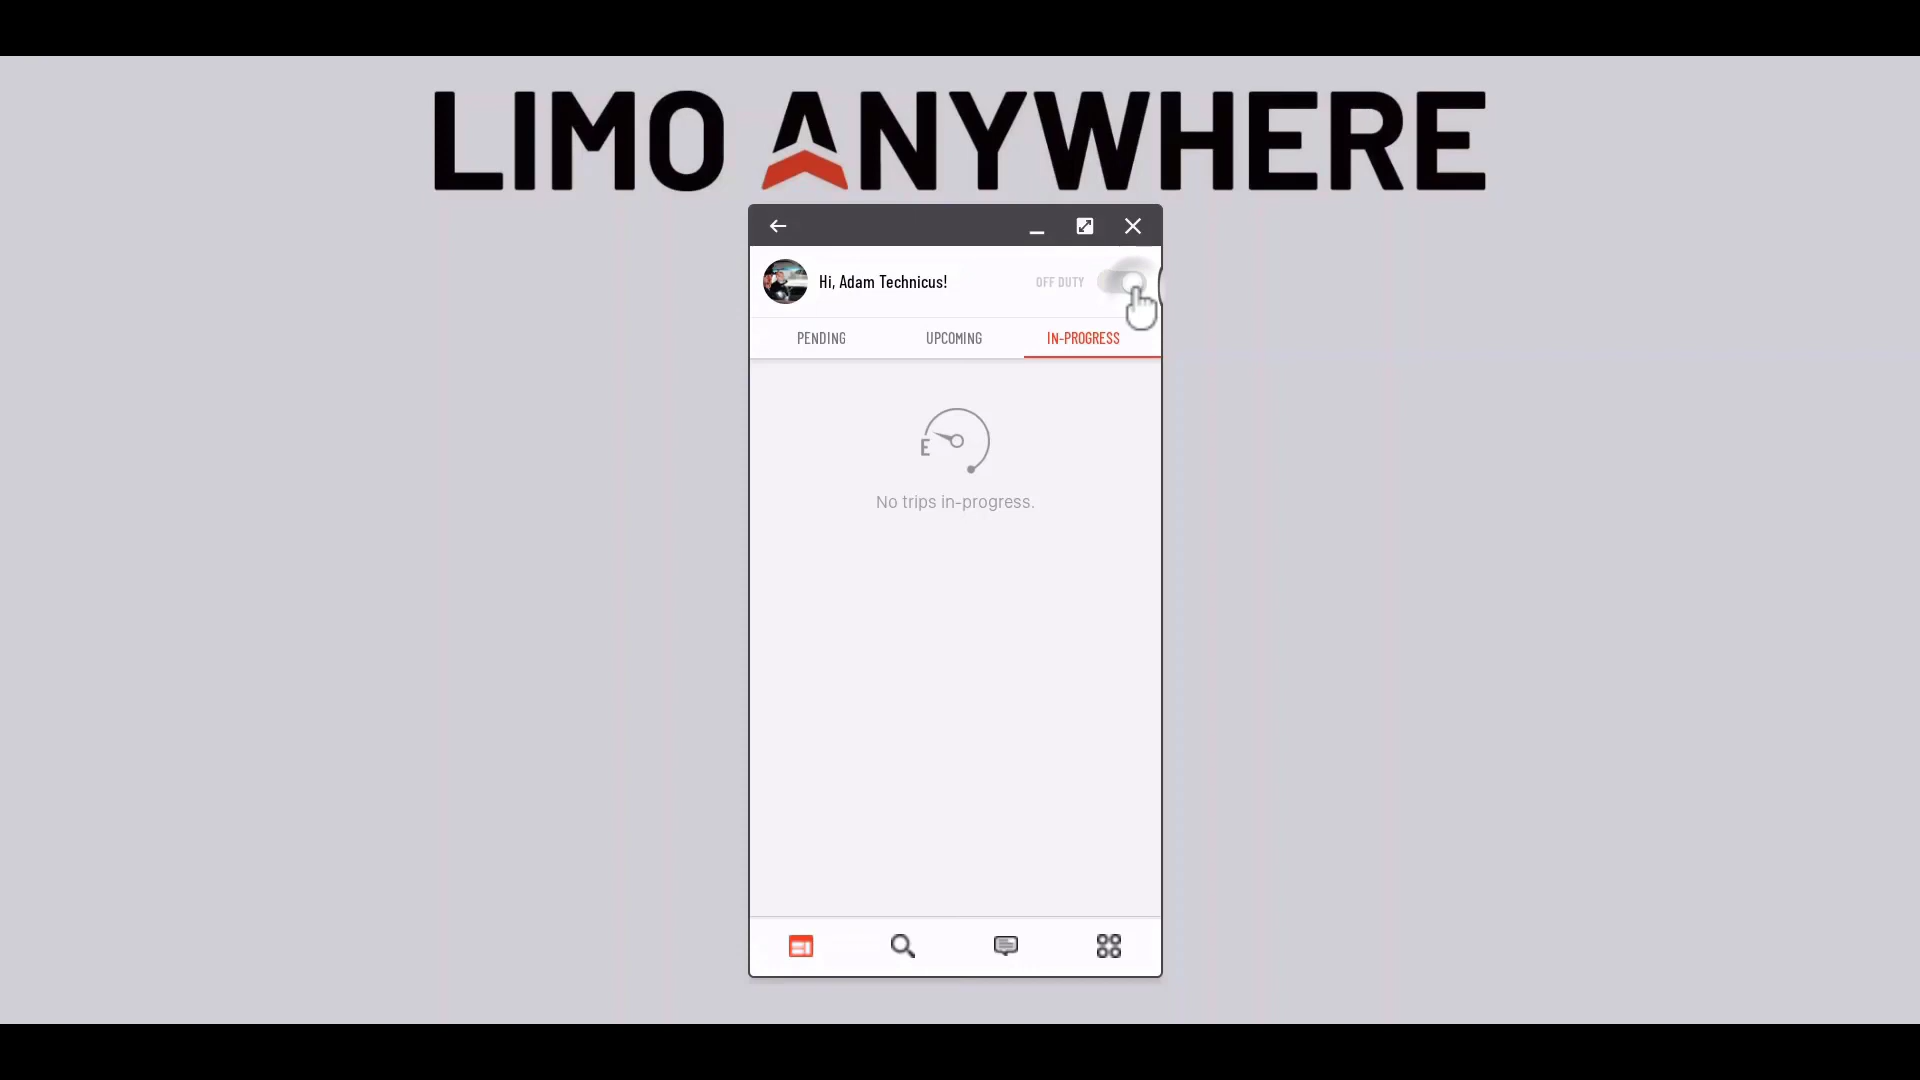 LIMO ANYWHERE
Hi, Adam Technicus!
OFF DUTY
PENDING
UPCOMING
IN-PROGRESS
E
No trips in-progress.